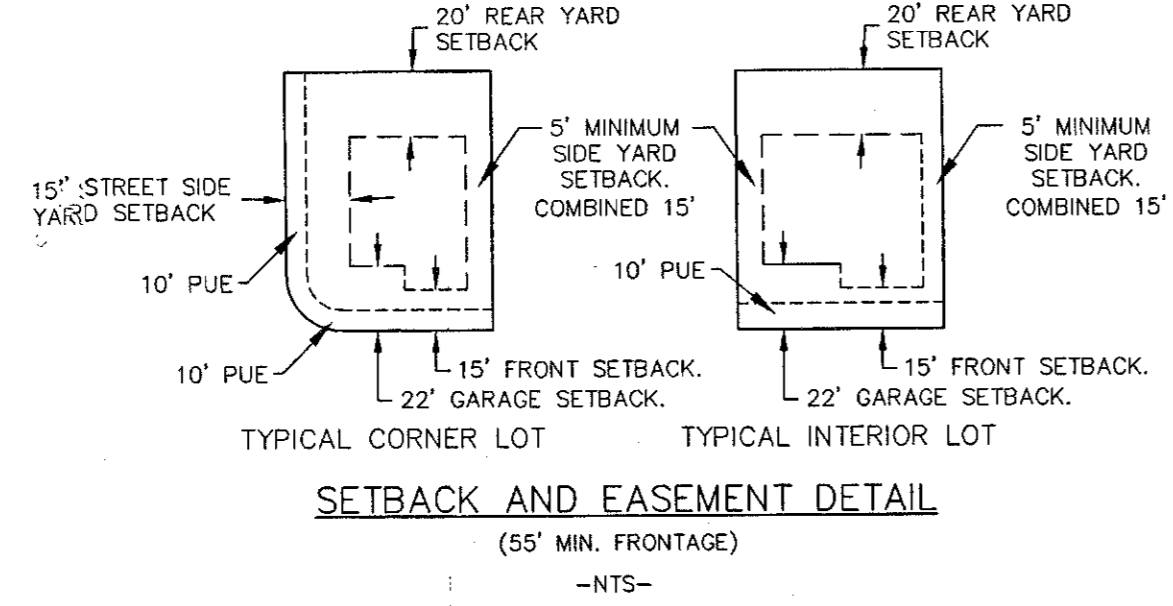 20' REAR YARD
SETBACK
20' REAR YARD
SETBACK
5' MINIMUM
SIDE YARD
SETBACK.
COMBINED 15'
5' MINIMUM
SIDE YARD
SETBACK.
COMBINED 15'
15' STREET SIDE
YARD SETBACK
10' PUE
10' PUE
10' PUE
15' FRONT SETBACK.
22' GARAGE SETBACK.
15' FRONT SETBACK.
22' GARAGE SETBACK.
TYPICAL CORNER LOT
TYPICAL INTERIOR LOT
SETBACK AND EASEMENT DETAIL
(55' MIN. FRONTAGE)
-NTS-